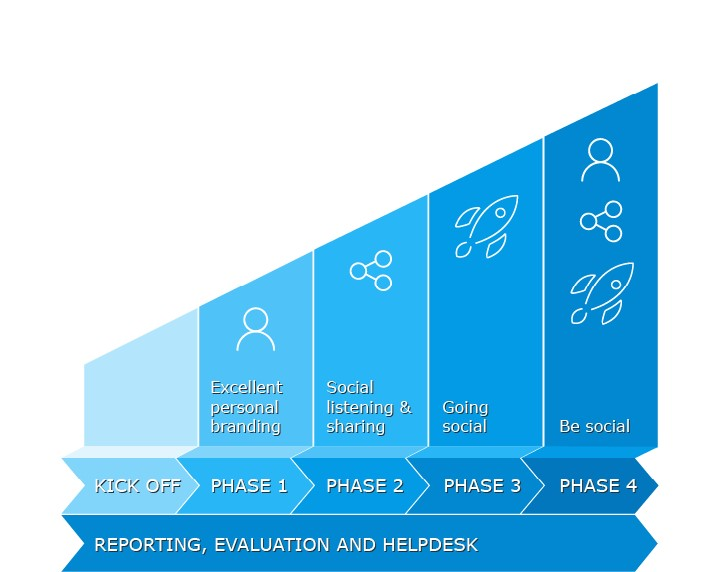 Excellent
personal
branding
Social
listening &
sharing
Going
social
Be social
KICK OFF
PHASE 1
PHASE 2
PHASE 3
PHASE 4
REPORTING, EVALUATION AND HELPDESK